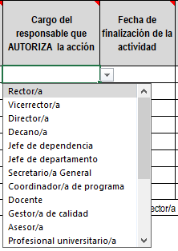 Cargo del
responsable que
AUTORIZA la acción
Fecha de
finalización de la
actividad
Rector/a
Vicerrector/a
Director/a
Decano/a
Jefe de dependencia
Jefe de departamento
Secretario/a General
Coordinador/a de programa
Docente
Gestor/a de calidad
Asesor/a
Profesional universitario/a
ector/a